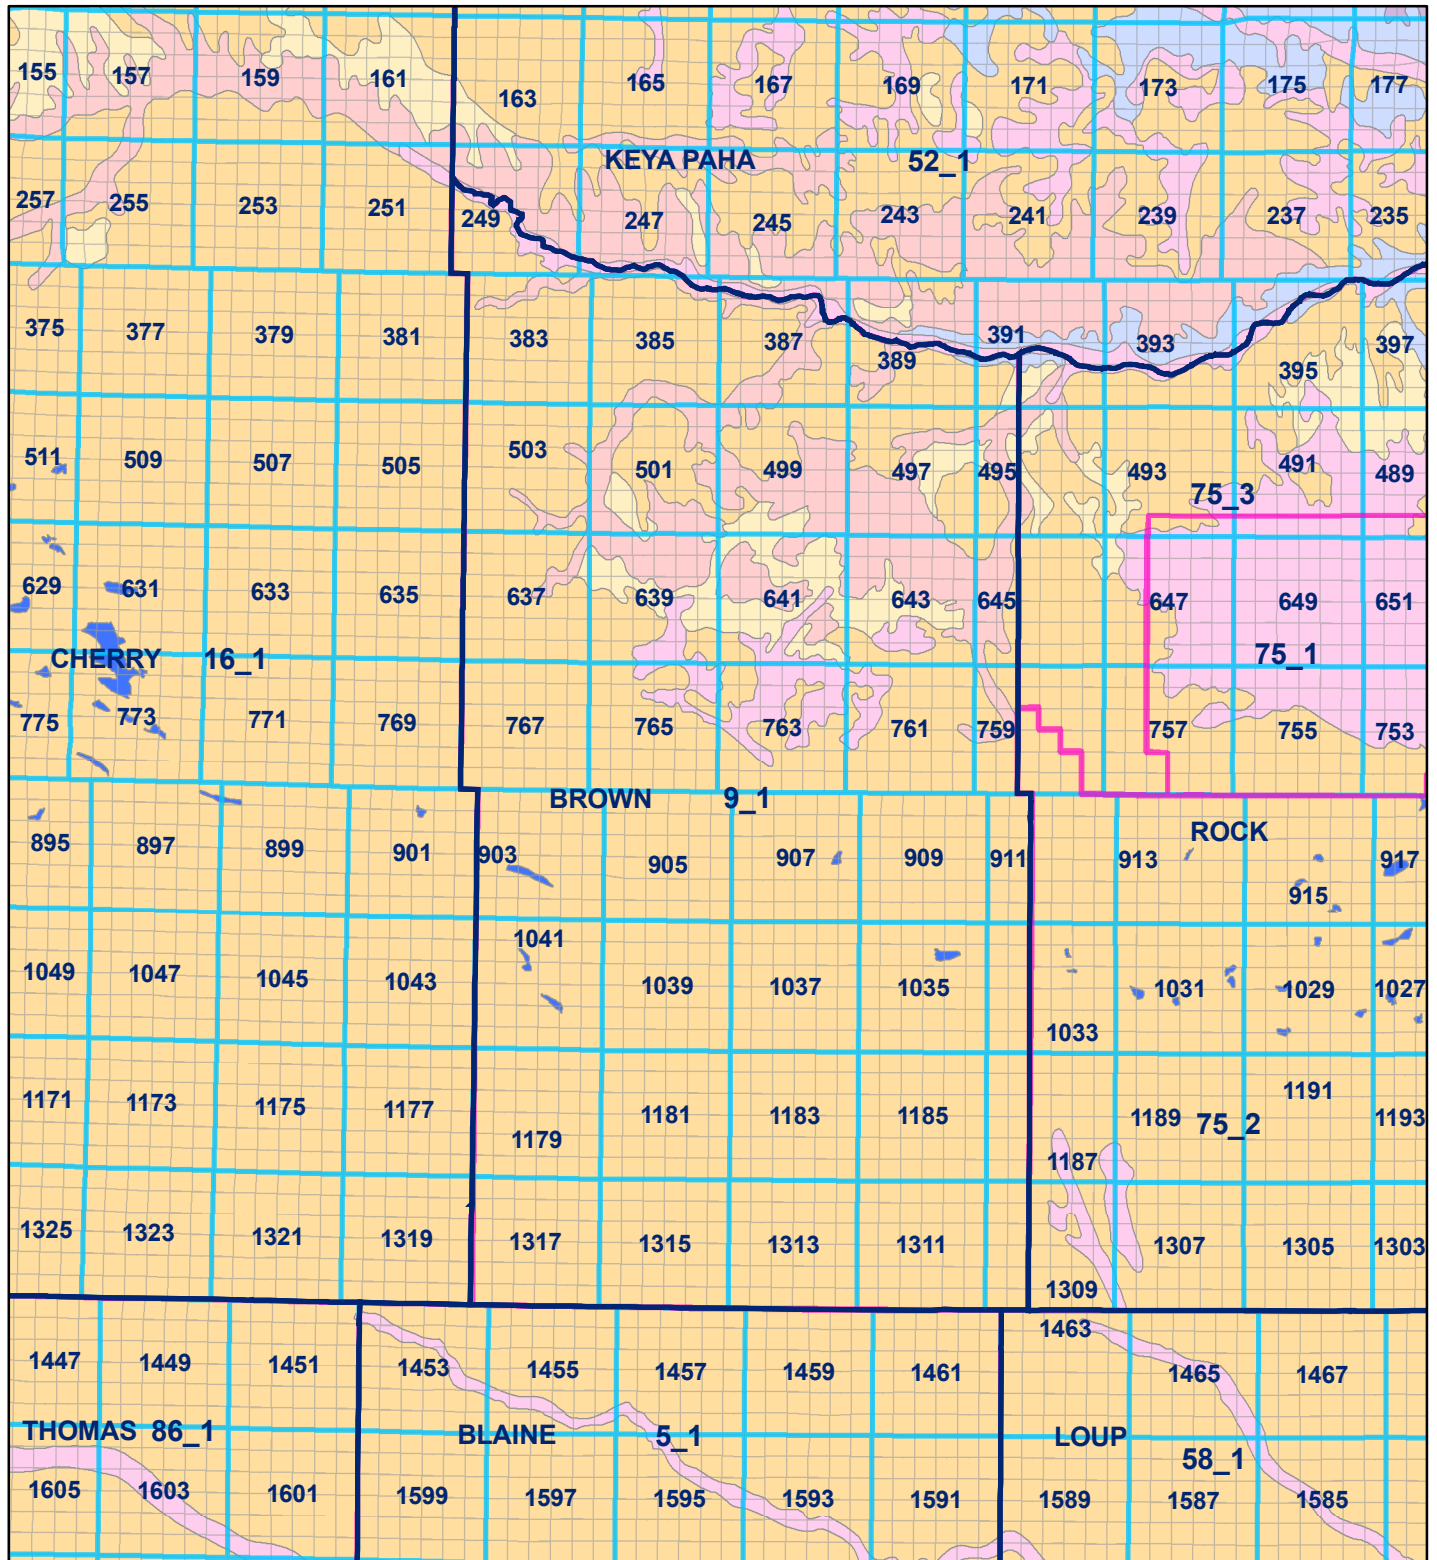 155 157 159 161 163 165 167 169 171 173 175 177
KEYA PAHA 52_1
257 255 253 251 249 247 245 243 241 239 237 235
375 377 379 381 383 385 387 389 391 393 395 397
511 509 507 505 503 501 499 497 495 493 491 489
75_3
629 631 633 635 637 639 641 643 645 647 649 651
CHERRY 16_1 75_1
775 773 771 769 767 765 763 761 759 757 755 753
BROWN 9_1
ROCK
895 897 899 901 903 905 907 909 911 913 915 917
1049 1047 1045 1043 1041 1039 1037 1035 1033 1031 1029 1027
1171 1173 1175 1177 1179 1181 1183 1185 1187 1189 1191 1193
75_2
1325 1323 1321 1319 1317 1315 1313 1311 1309 1307 1305 1303
1447 1449 1451 1453 1455 1457 1459 1461 1463 1465 1467
THOMAS 86_1 BLAINE 5_1 LOUP 58_1
1605 1603 1601 1599 1597 1595 1593 1591 1589 1587 1585